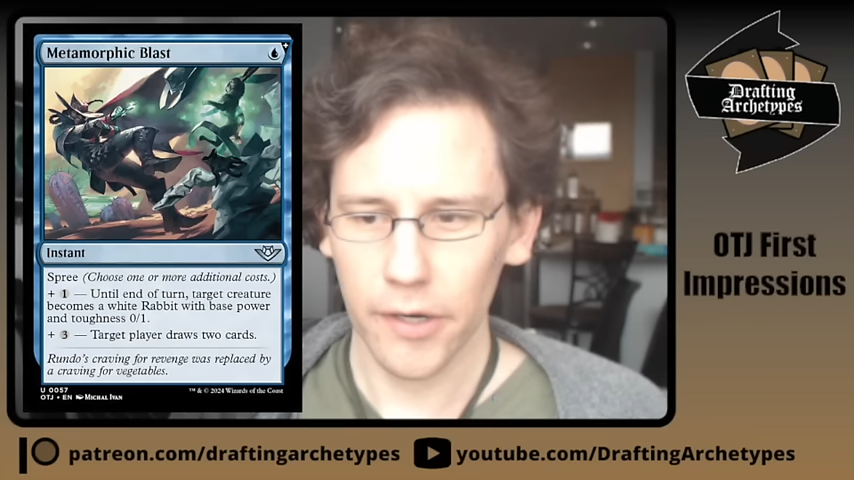 Metamorphic Blast
Instant
Spree (Choose one or more additional costs.)
+ 1 — Until end of turn, target creature
becomes a white Rabbit with base power
and toughness 0/1.
+ 3 — Target player draws two cards.
Rundo's craving for revenge was replaced by
a craving for vegetables.
U 0057
OTJ • EN Michal Ivan
™ & © 2024 Wizards of the Coast
Drafting
Archetypes
OTJ First
Impressions
patreon.com/draftingarchetypes
youtube.com/DraftingArchetypes